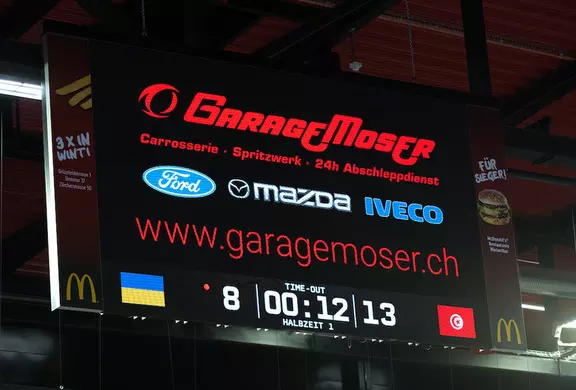 GARAGEMOSER
Carrosserie · Spritzwerk · 24h Abschleppdienst
Ford
mazda
IVECO
www.garagemoser.ch
TIME-OUT
8 00:12 13
HALBZEIT 1
3 X IN
WINTI!
FÜR
SIEGER!
McDonald's